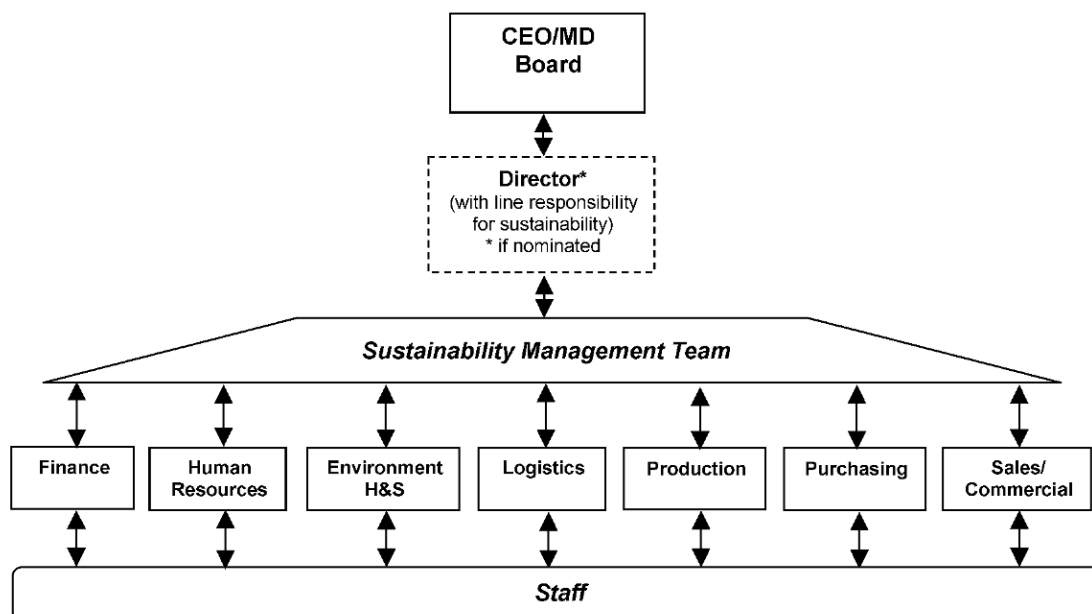 CEO/MD
Board
Director*
(with line responsibility
for sustainability)
* if nominated
Sustainability Management Team
Finance
Human
Resources
Environment
H&S
Logistics
Production
Purchasing
Sales/
Commercial
Staff